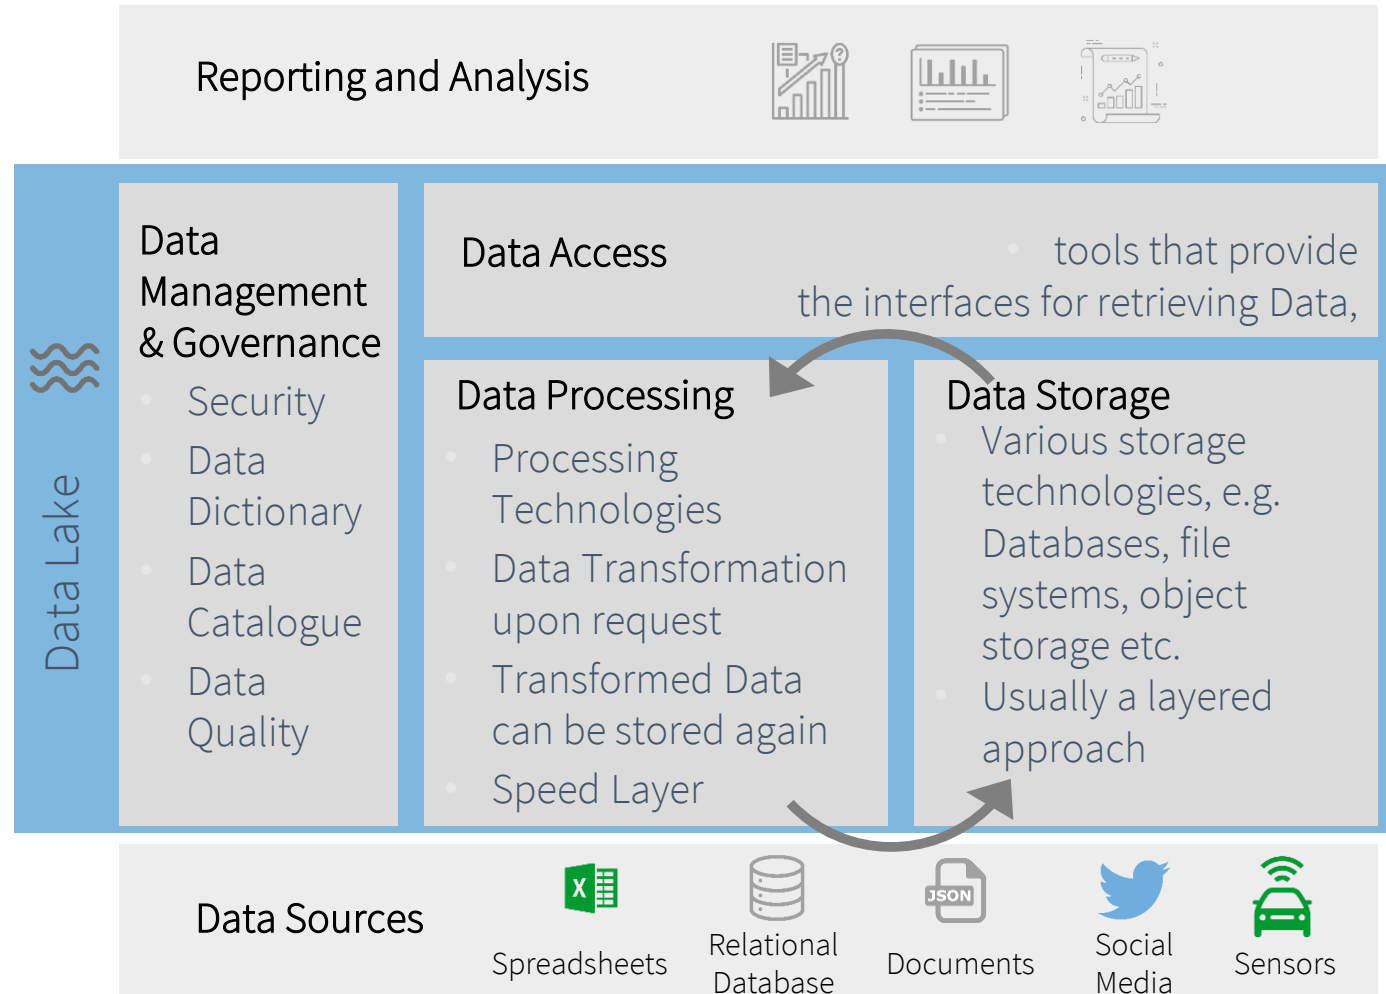 Reporting and Analysis
?
Data Lake
Data
Management
& Governance
Security
Data
Dictionary
Data
Catalogue
Data
Quality
Data Access
tools that provide
the interfaces for retrieving Data,
Data Processing
Processing
Technologies
Data Transformation
upon request
Transformed Data
can be stored again
Speed Layer
Data Storage
Various storage
technologies, e.g.
Databases, file
systems, object
storage etc.
Usually a layered
approach
Data Sources
X
Spreadsheets
Relational
Database
JSON
Documents
Social
Media
Sensors